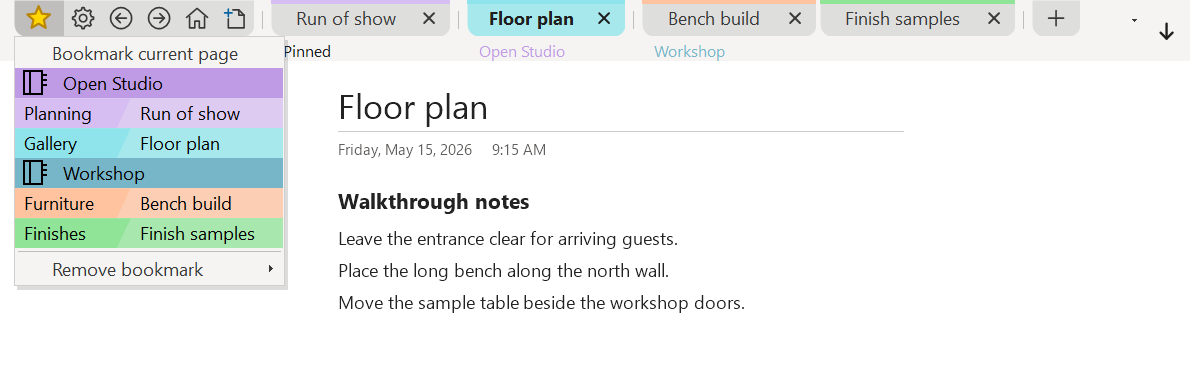 Run of show
Floor plan
Bench build
Finish samples
Pinned
Open Studio
Workshop
Bookmark current page
Open Studio
Planning Run of show
Gallery Floor plan
Workshop
Furniture Bench build
Finishes Finish samples
Remove bookmark
Floor plan
Friday, May 15, 2026 9:15 AM
Walkthrough notes
Leave the entrance clear for arriving guests.
Place the long bench along the north wall.
Move the sample table beside the workshop doors.